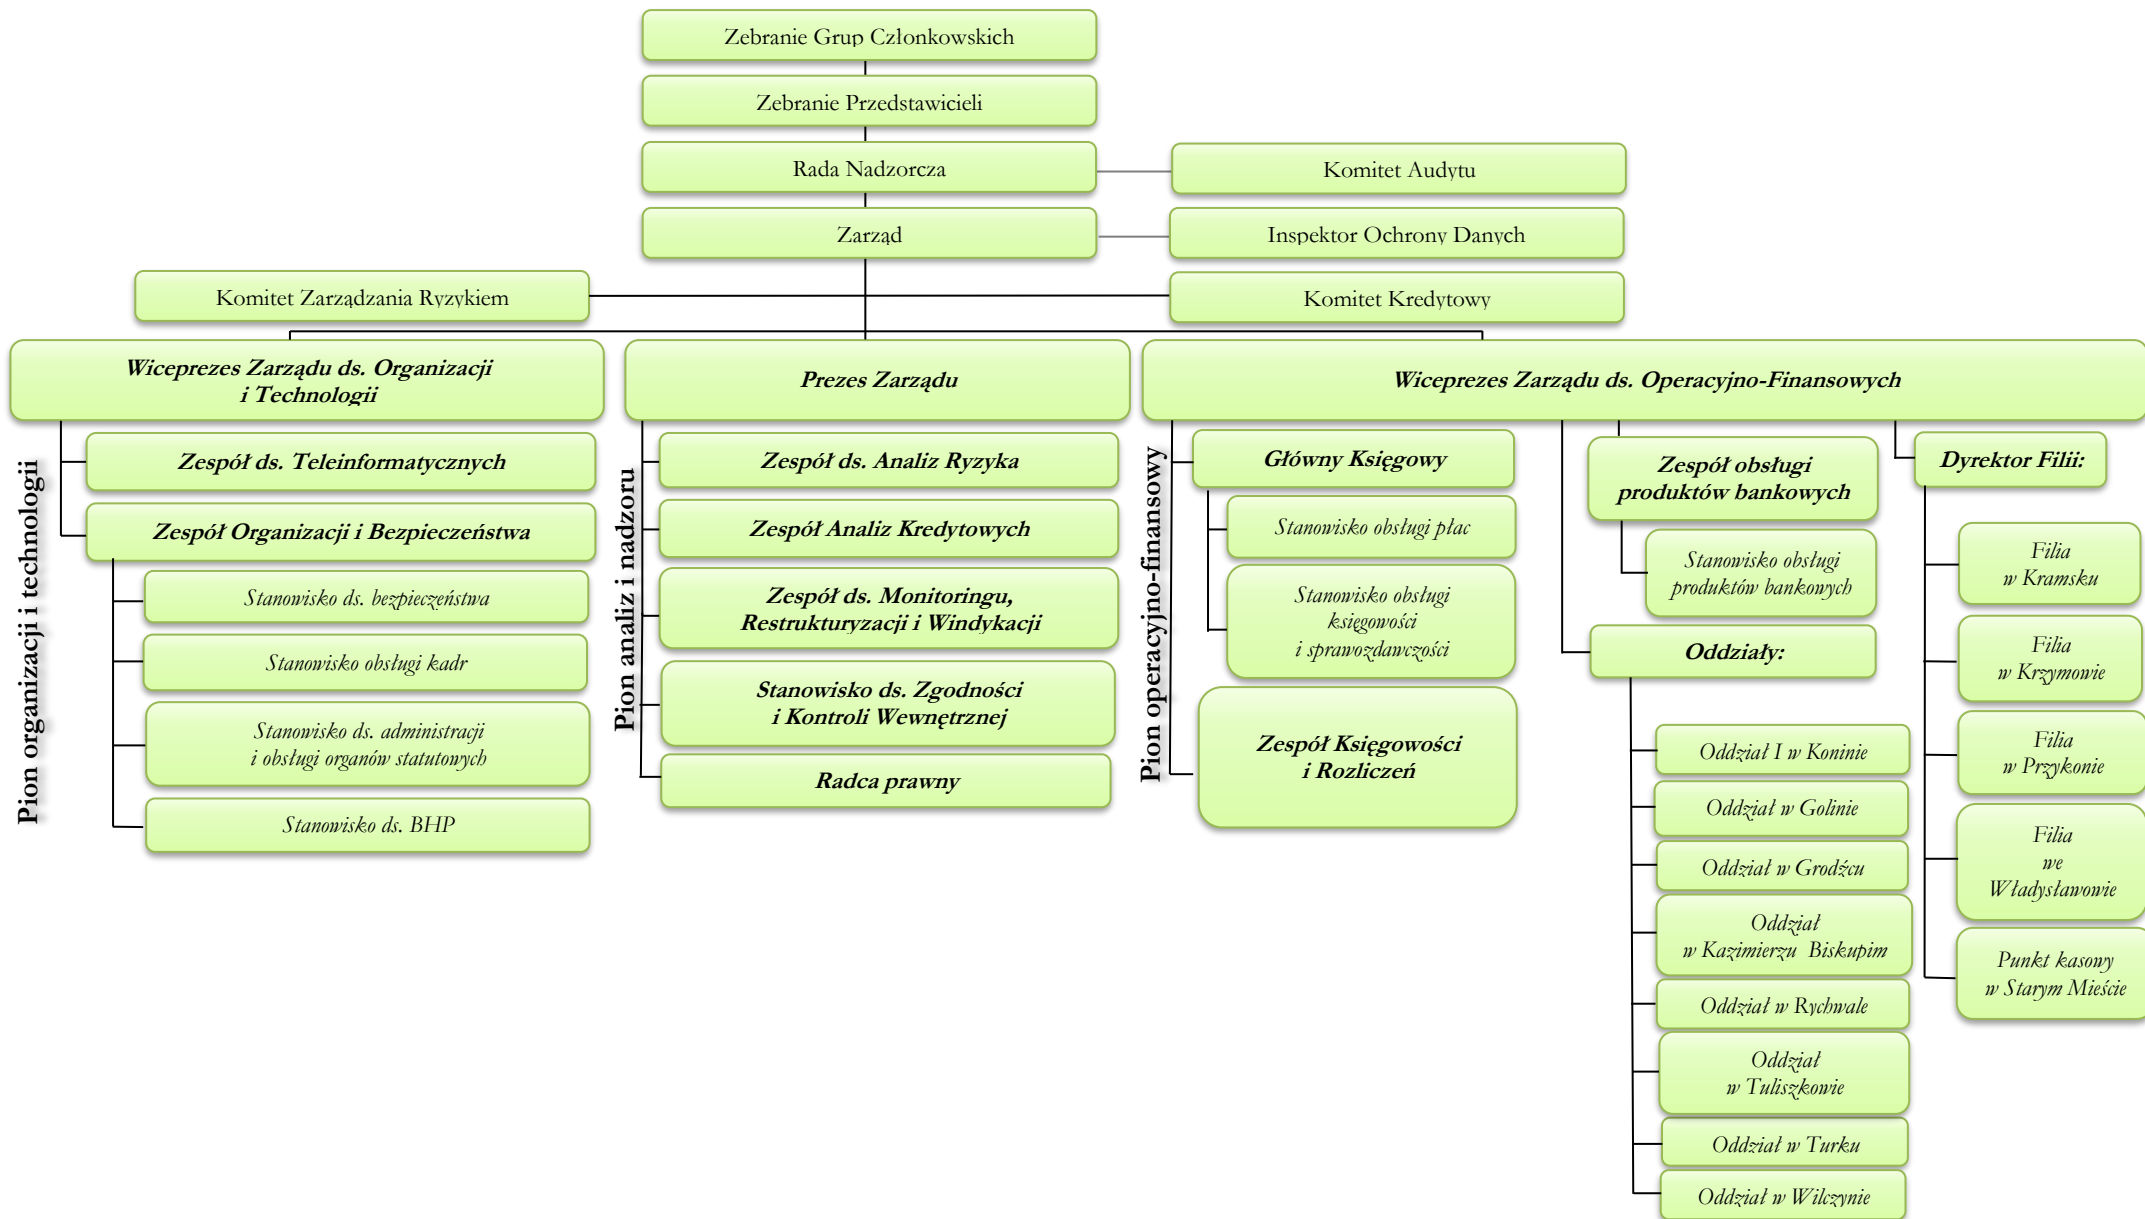 Zebranie Grup Członkowskich
Zebranie Przedstawicieli
Rada Nadzorcza
Komitet Audytu
Zarząd
Inspektor Ochrony Danych
Komitet Zarządzania Ryzykiem
Komitet Kredytowy
Wiceprezes Zarządu ds. Organizacji
i Technologii
Prezes Zarządu
Wiceprezes Zarządu ds. Operacyjno-Finansowych
Pion organizacji i technologii
Zespół ds. Teleinformatycznych
Zespół Organizacji i Bezpieczeństwa
Stanowisko ds. bezpieczeństwa
Stanowisko obsługi kadr
Stanowisko ds. administracji
i obsługi organów statutowych
Stanowisko ds. BHP
Pion analiz i nadzoru
Zespół ds. Analiz Ryzyka
Zespół Analiz Kredytowych
Zespół ds. Monitoringu,
Restrukturyzacji i Windykacji
Stanowisko ds. Zgodności
i Kontroli Wewnętrznej
Radca prawny
Pion operacyjno-finansowy
Główny Księgowy
Stanowisko obsługi płac
Stanowisko obsługi
księgowości
i sprawozdawczości
Zespół Księgowości
i Rozliczeń
Zespół obsługi
produktów bankowych
Stanowisko obsługi
produktów bankowych
Oddziały:
Oddział I w Koninie
Oddział w Golinie
Oddział w Grodźcu
Oddział
w Kazimierzu Biskupim
Oddział w Rychwale
Oddział
w Tuliszkowie
Oddział w Turku
Oddział w Wilczynie
Dyrektor Filii:
Filia
w Kramsku
Filia
w Krzymowie
Filia
w Przykonie
Filia
we
Władysławowie
Punkt kasowy
w Starym Mieście